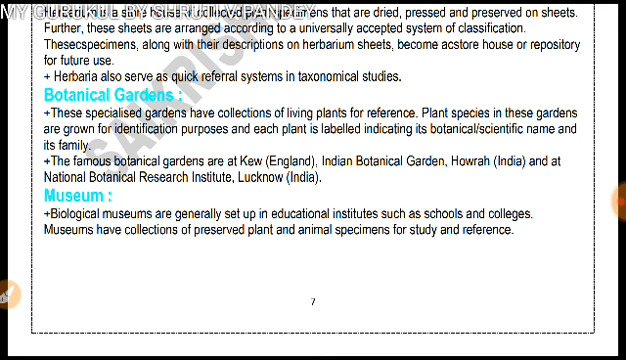 MY GURUKUL BY SHRUTI PANDEY
Herbarium is a store house of collected plant specimens that are dried, pressed and preserved on sheets.
Further, these sheets are arranged according to a universally accepted system of classification.
Thesecspecimens, along with their descriptions on herbarium sheets, become acstore house or repository
for future use.
+ Herbaria also serve as quick referral systems in taxonomical studies.
Botanical Gardens :
+These specialised gardens have collections of living plants for reference. Plant species in these gardens
are grown for identification purposes and each plant is labelled indicating its botanical/scientific name and
its family.
+The famous botanical gardens are at Kew (England), Indian Botanical Garden, Howrah (India) and at
National Botanical Research Institute, Lucknow (India).
Museum :
+Biological museums are generally set up in educational institutes such as schools and colleges.
Museums have collections of preserved plant and animal specimens for study and reference.
7